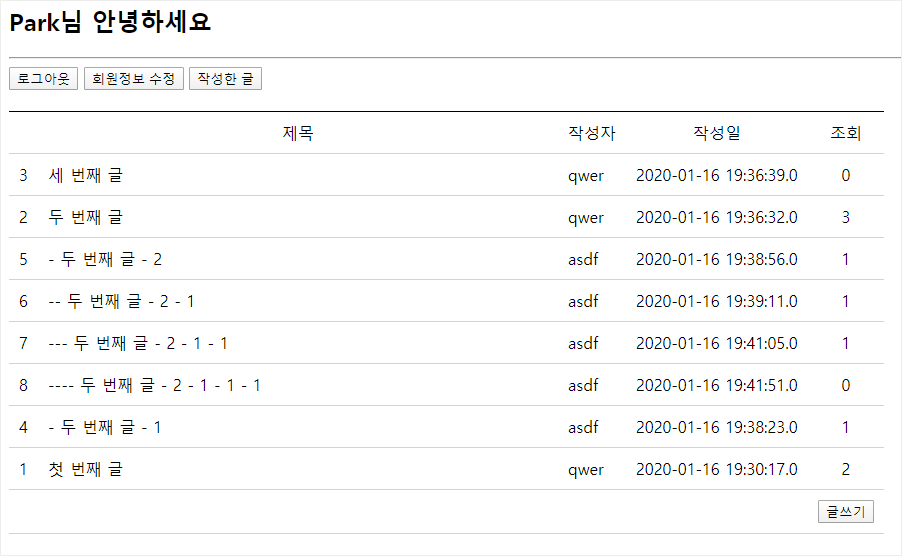 Park님 안녕하세요
로그아웃 회원정보 수정 작성한 글
제목 작성자 작성일 조회
3 세 번째 글 qwer 2020-01-16 19:36:39.0 0
2 두 번째 글 qwer 2020-01-16 19:36:32.0 3
5 - 두 번째 글 - 2 asdf 2020-01-16 19:38:56.0 1
6 -- 두 번째 글 - 2 - 1 asdf 2020-01-16 19:39:11.0 1
7 --- 두 번째 글 - 2 - 1 - 1 asdf 2020-01-16 19:41:05.0 1
8 ---- 두 번째 글 - 2 - 1 - 1 - 1 asdf 2020-01-16 19:41:51.0 0
4 - 두 번째 글 - 1 asdf 2020-01-16 19:38:23.0 1
1 첫 번째 글 qwer 2020-01-16 19:30:17.0 2
글쓰기